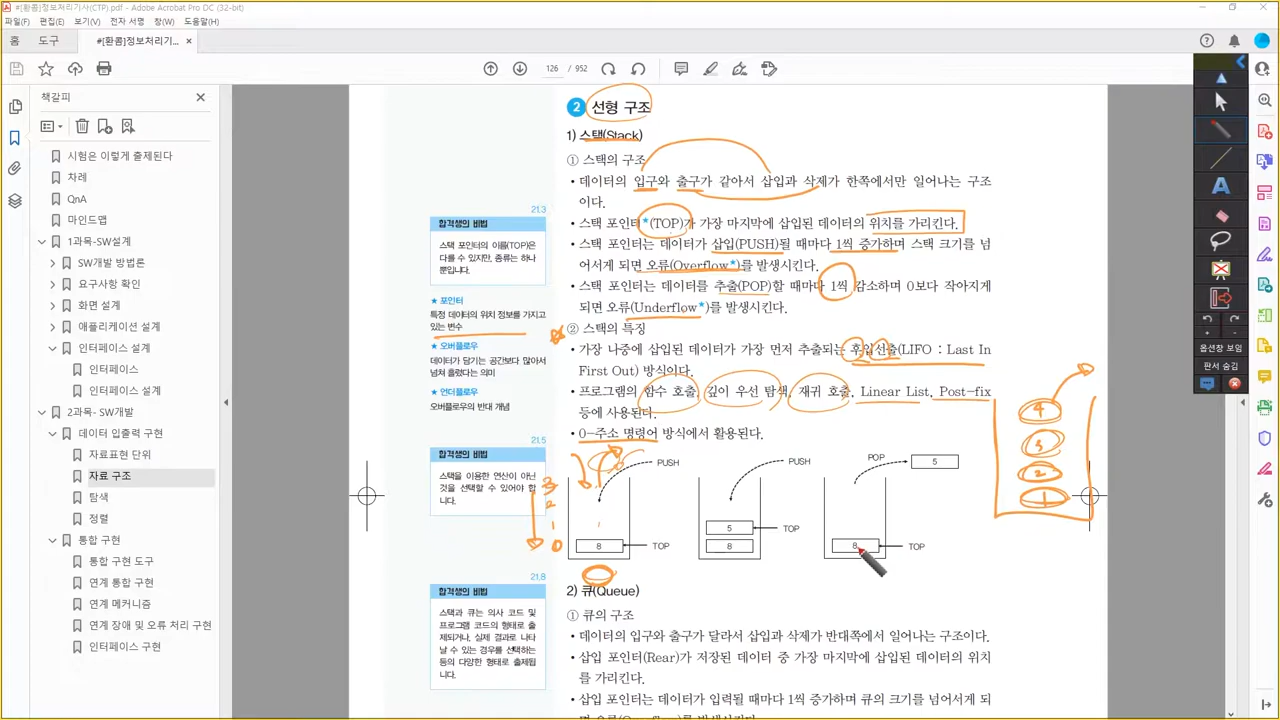 #[환콤]정보처리기사(CTP).pdf - Adobe Acrobat Pro DC (32-bit)
파일(F) 편집(E) 보기(V) 전자 서명 창(W) 도움말(H)
홈 도구 #[환콤]정보처리기... ×
126 / 952
책갈피
시험은 이렇게 출제된다
차례
QnA
마인드맵
1과목-SW설계
SW개발 방법론
요구사항 확인
화면 설계
애플리케이션 설계
인터페이스 설계
인터페이스
인터페이스 설계
2과목- SW개발
데이터 입출력 구현
자료표현 단위
자료 구조
탐색
정렬
통합 구현
통합 구현 도구
연계 통합 구현
연계 메커니즘
연계 장애 및 오류 처리 구현
인터페이스 구현
21.3
합격생의 비법
스택 포인터의 이름(TOP)은
다를 수 있지만, 종류는 하나
뿐입니다.
★ 포인터
특정 데이터의 위치 정보를 가지고
있는 변수
★ 오버플로우
데이터가 담기는 공간보다 많아서
넘쳐 흘렀다는 의미
★ 언더플로우
오버플로우의 반대 개념
21.5
합격생의 비법
스택을 이용한 연산이 아닌
것을 선택할 수 있어야 합
니다.
21.8
합격생의 비법
스택과 큐는 의사 코드 및
프로그램 코드의 형태로 출
제되거나, 실제 결과로 나타
날 수 있는 경우를 선택하는
등의 다양한 형태로 출제됩
니다.
2 선형 구조
1) 스택(Stack)
① 스택의 구조
• 데이터의 입구와 출구가 같아서 삽입과 삭제가 한쪽에서만 일어나는 구조
이다.
• 스택 포인터★(TOP)가 가장 마지막에 삽입된 데이터의 위치를 가리킨다.
• 스택 포인터는 데이터가 삽입(PUSH)될 때마다 1씩 증가하며 스택 크기를 넘
어서게 되면 오류(Overflow★)를 발생시킨다.
• 스택 포인터는 데이터를 추출(POP)할 때마다 1씩 감소하며 0보다 작아지게
되면 오류(Underflow★)를 발생시킨다.
② 스택의 특징
• 가장 나중에 삽입된 데이터가 가장 먼저 추출되는 후입선출(LIFO : Last In
First Out) 방식이다.
• 프로그램의 함수 호출, 깊이 우선 탐색, 재귀 호출, Linear List, Post-fix
등에 사용된다.
• 0-주소 명령어 방식에서 활용된다.
PUSH
8 TOP
3
2
1
0
PUSH
5 TOP
8
POP 5
8 TOP
4
3
2
1
2) 큐(Queue)
① 큐의 구조
• 데이터의 입구와 출구가 달라서 삽입과 삭제가 반대쪽에서 일어나는 구조이다.
• 삽입 포인터(Rear)가 저장된 데이터 중 가장 마지막에 삽입된 데이터의 위치
를 가리킨다.
• 삽입 포인터는 데이터가 입력될 때마다 1씩 증가하며 큐의 크기를 넘어서게 되
옵션장 보임
판서 숨김